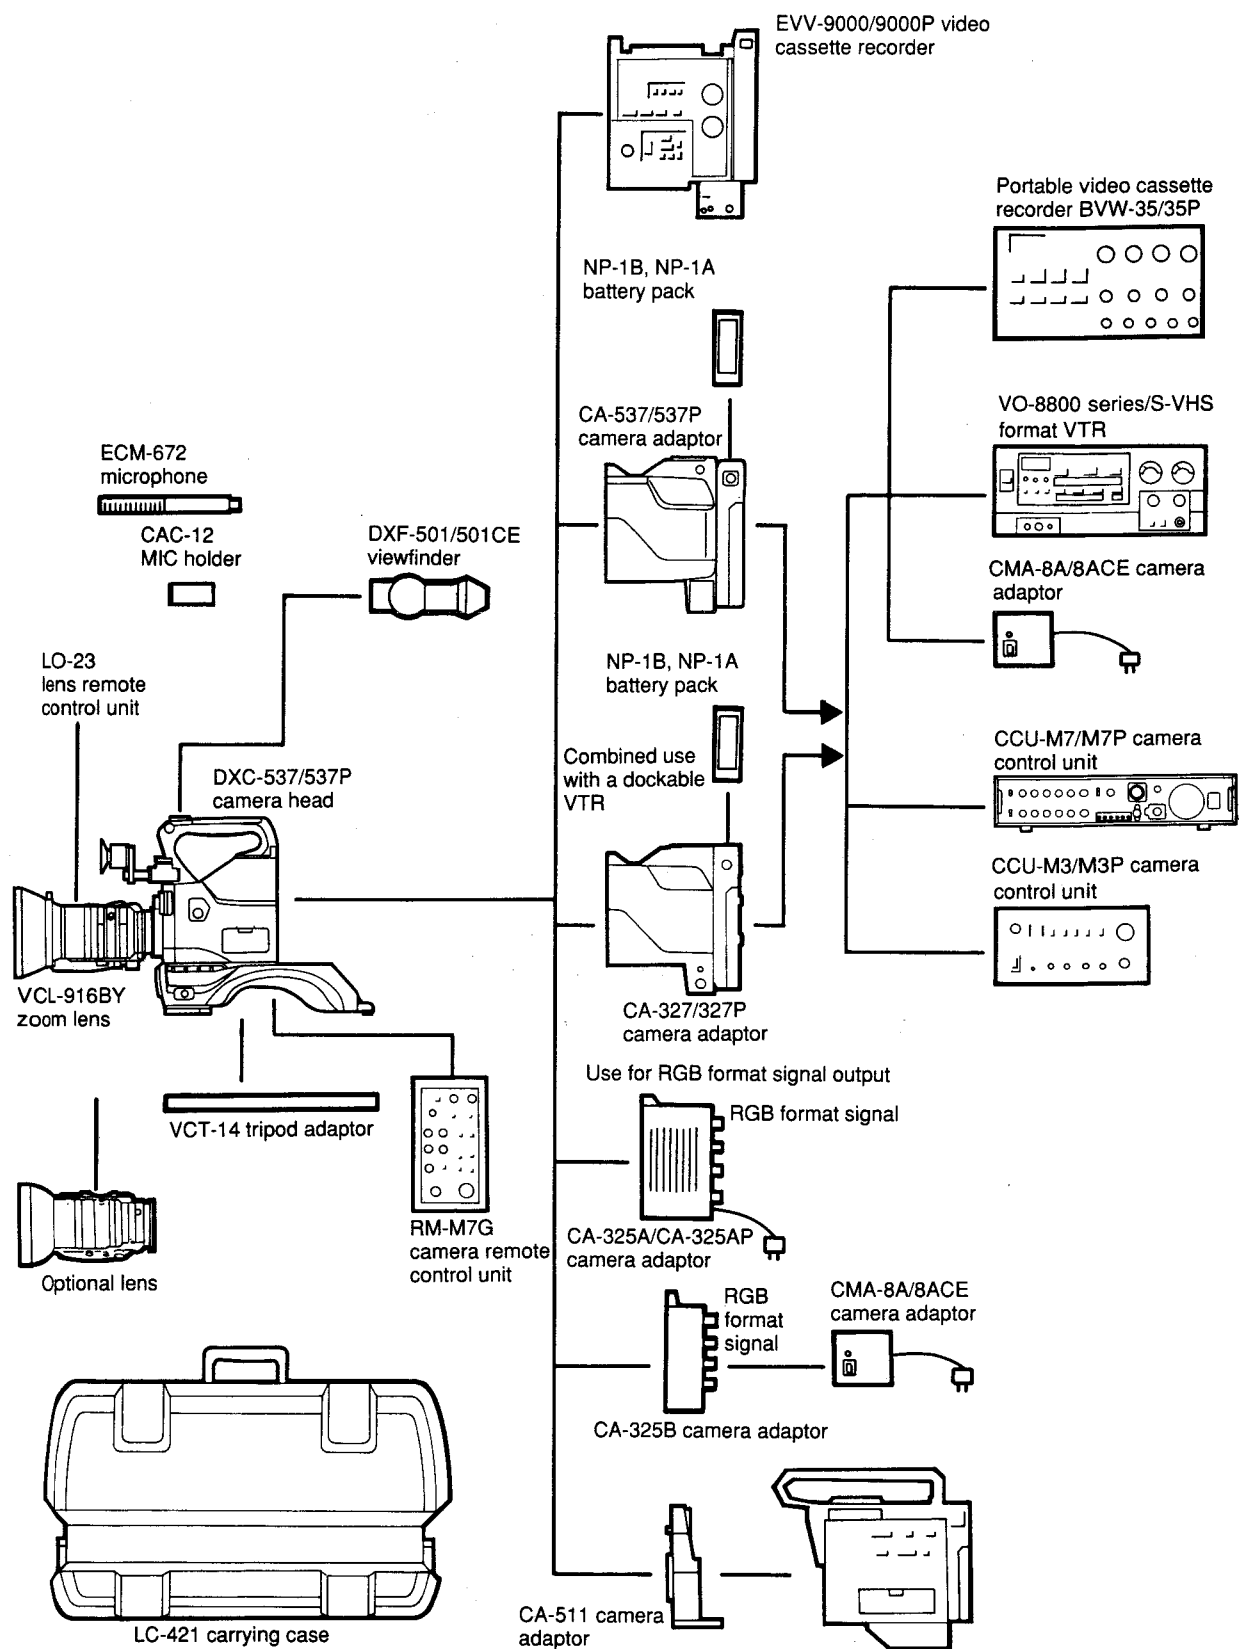 EVV-9000/9000P video
cassette recorder
Portable video cassette
recorder BVW-35/35P
NP-1B, NP-1A
battery pack
CA-537/537P
camera adaptor
VO-8800 series/S-VHS
format VTR
ECM-672
microphone
CAC-12
MIC holder
DXF-501/501CE
viewfinder
CMA-8A/8ACE camera
adaptor
LO-23
lens remote
control unit
NP-1B, NP-1A
battery pack
Combined use
with a dockable
VTR
CCU-M7/M7P camera
control unit
DXC-537/537P
camera head
CCU-M3/M3P camera
control unit
VCL-916BY
zoom lens
CA-327/327P
camera adaptor
Use for RGB format signal output
RGB format signal
VCT-14 tripod adaptor
RM-M7G
camera remote
control unit
CA-325A/CA-325AP
camera adaptor
Optional lens
RGB
format
signal
CMA-8A/8ACE
camera adaptor
CA-325B camera adaptor
CA-511 camera
adaptor
LC-421 carrying case